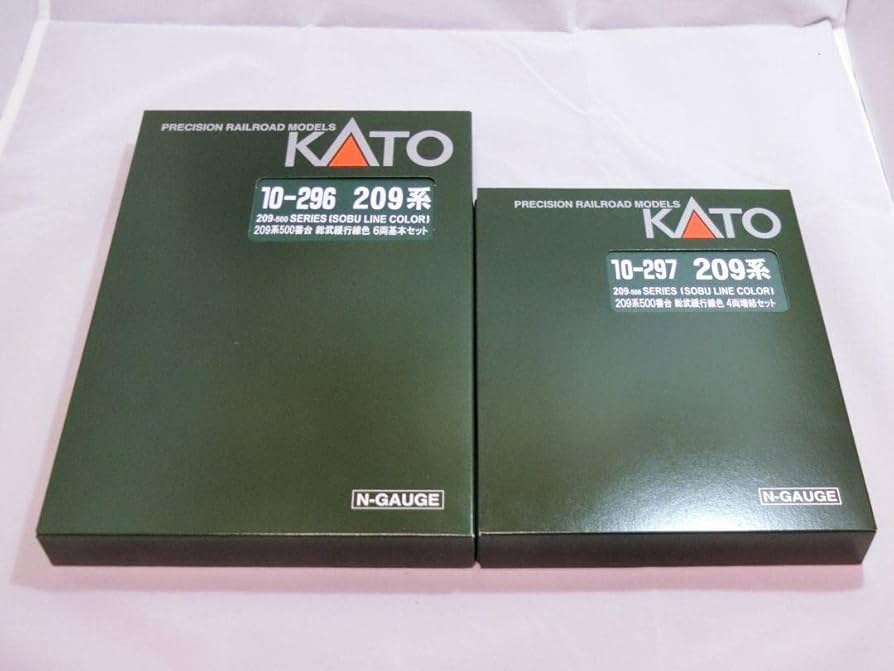 PRECISION RAILROAD MODELS
KATO
10-296 209系
209-500 SERIES (SOBU LINE COLOR)
209系500番台 総武緩行線色 6両基本セット
N-GAUGE
PRECISION RAILROAD MODELS
KATO
10-297 209系
209-500 SERIES (SOBU LINE COLOR)
209系500番台 総武緩行線色 4両増結セット
N-GAUGE